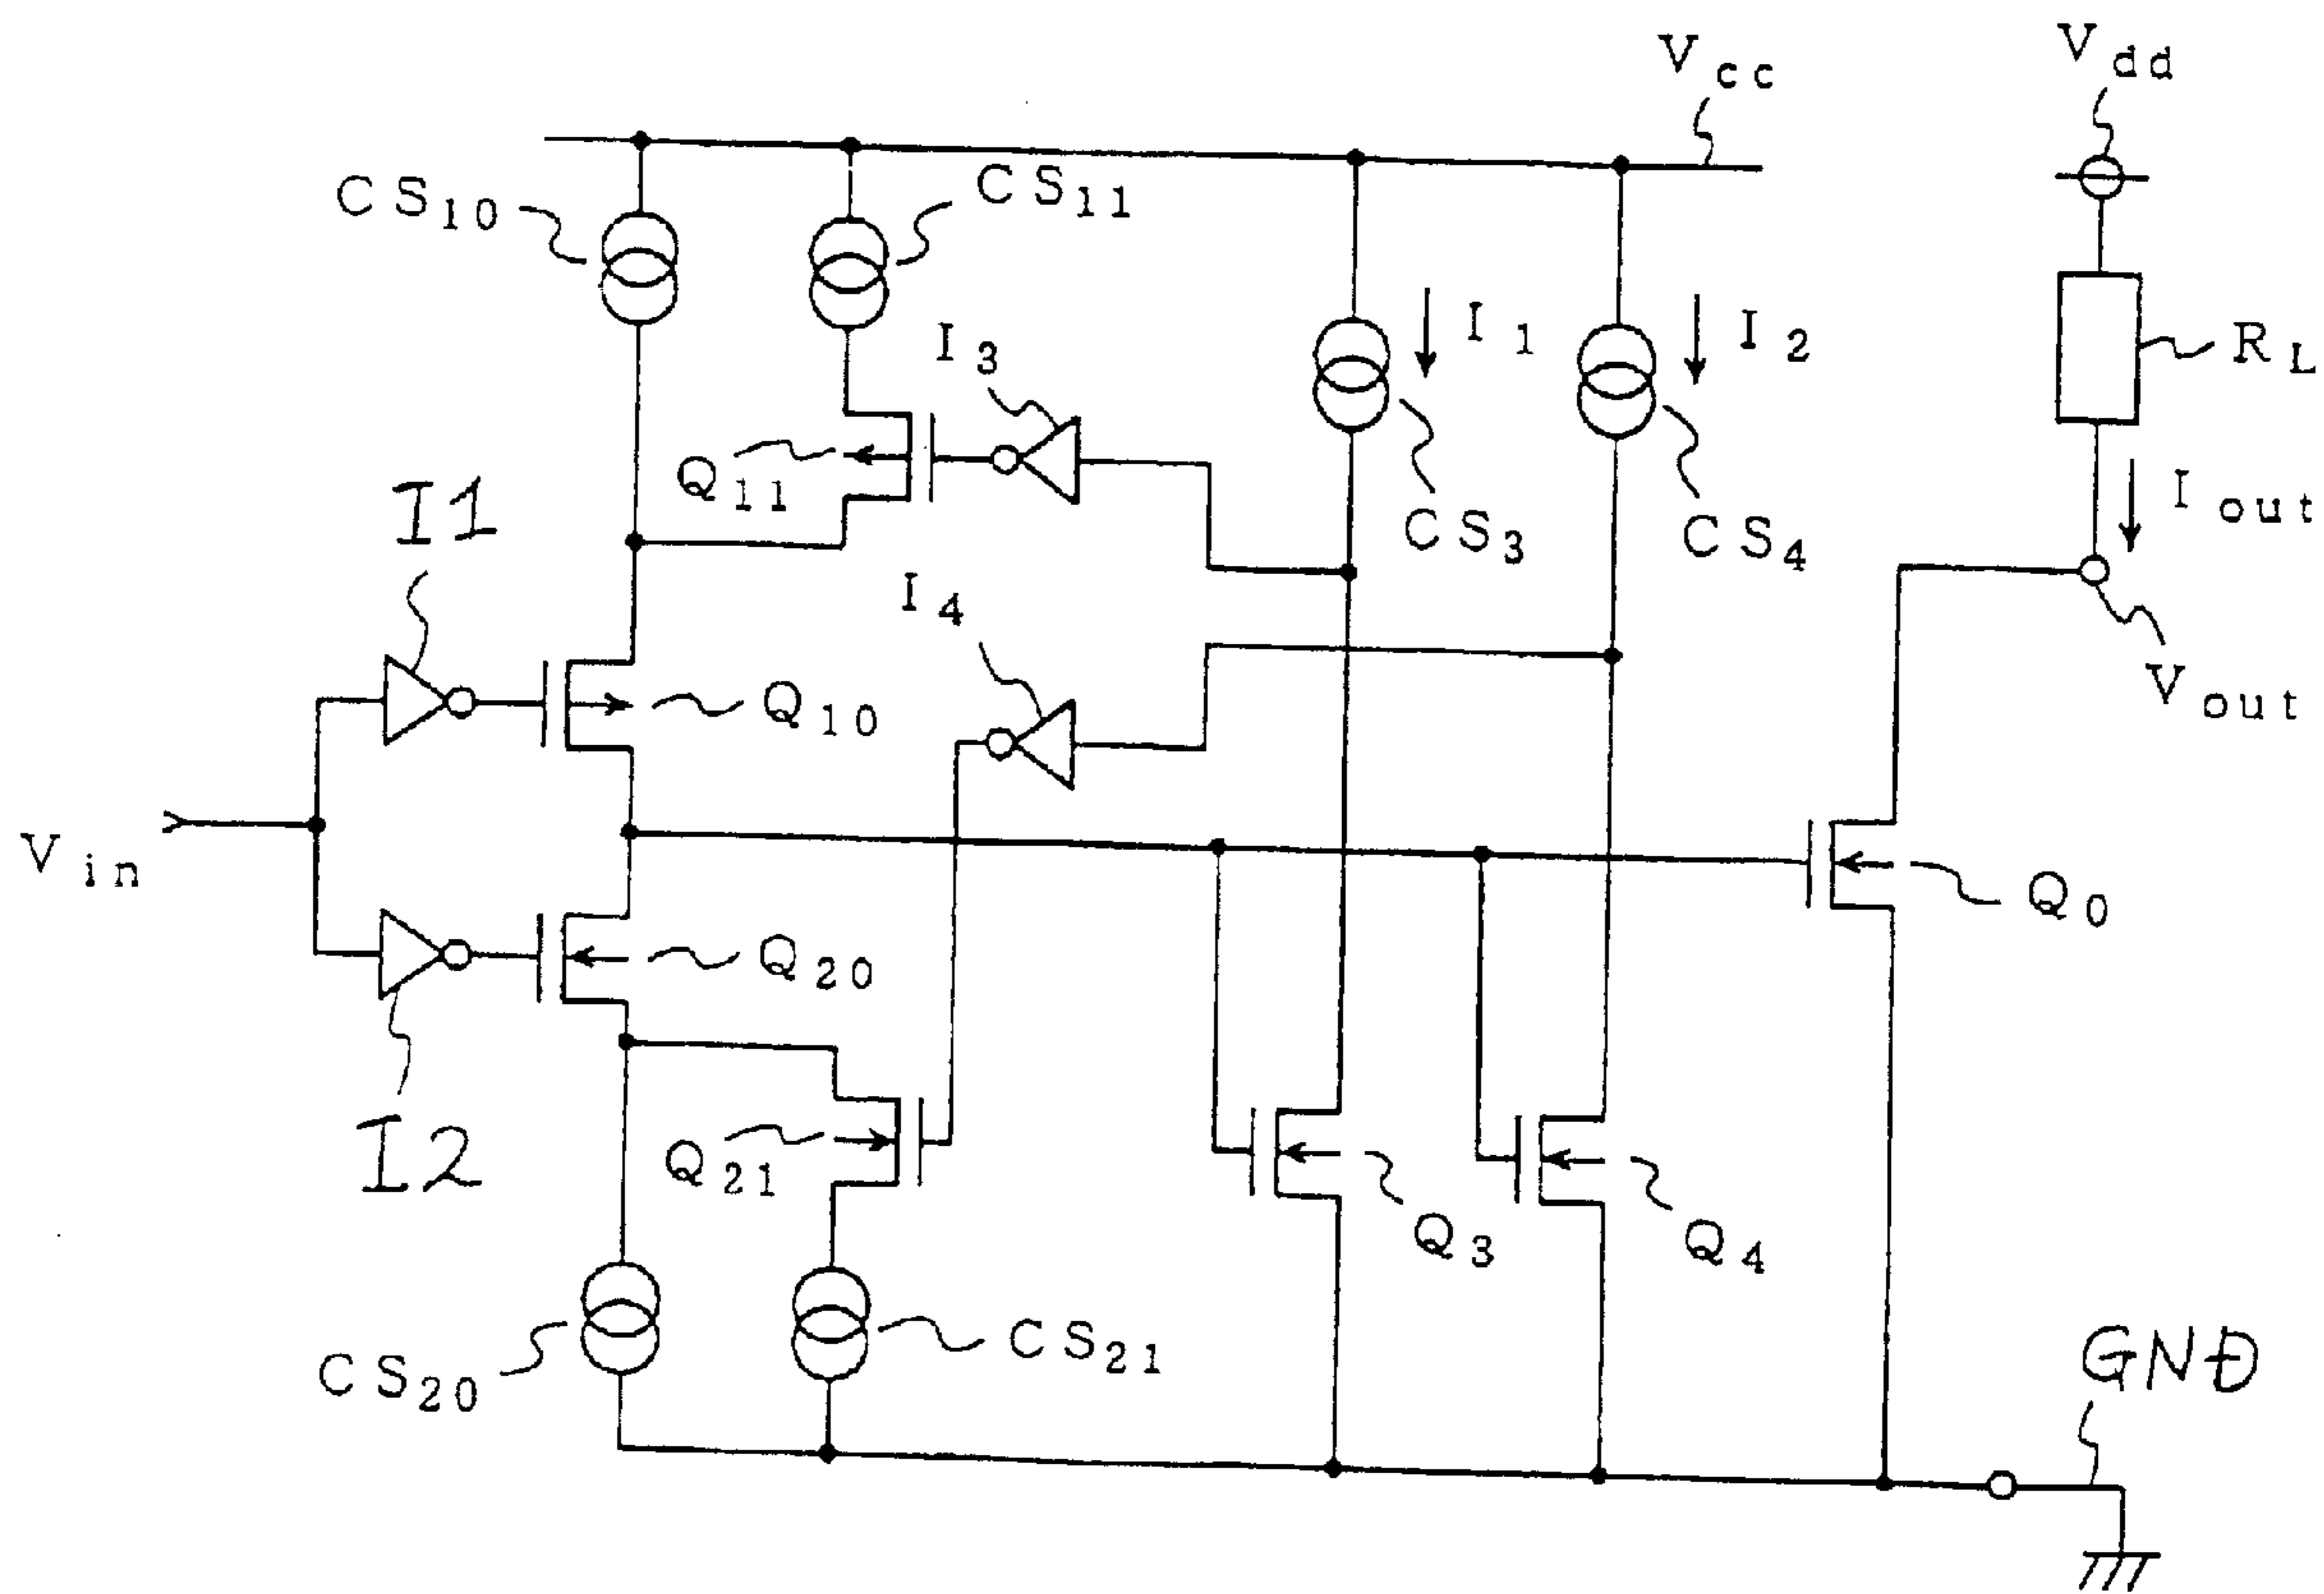 Vcc
Vdd
CS10
CS11
I3
I1
I2
RL
Q11
I1
CS3
CS4
Iout
I4
Q10
Vout
Vin
Q20
Q0
Q21
I2
Q3
Q4
CS20
CS21
GND